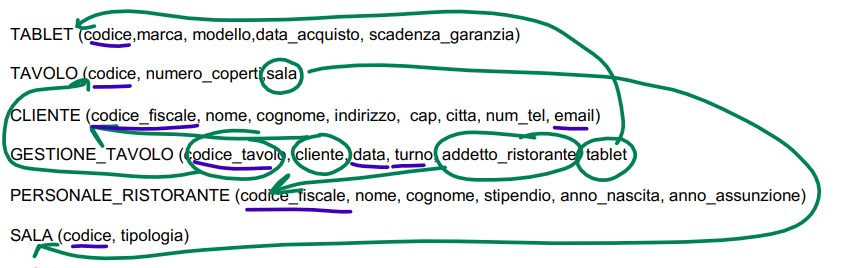 TABLET (codice,marca, modello,data_acquisto, scadenza_garanzia)
TAVOLO (codice, numero_coperti,sala
CLIENTE (codice_fiscale, nome, cognome, indirizzo, cap, citta, num_tel, email)
GESTIONE_TAVOLO (codice_tavolo, cliente, data, turno, addetto_ristorante, tablet
PERSONALE_RISTORANTE (codice_fiscale, nome, cognome, stipendio, anno_nascita, anno_assunzione)
SALA (codice, tipologia)